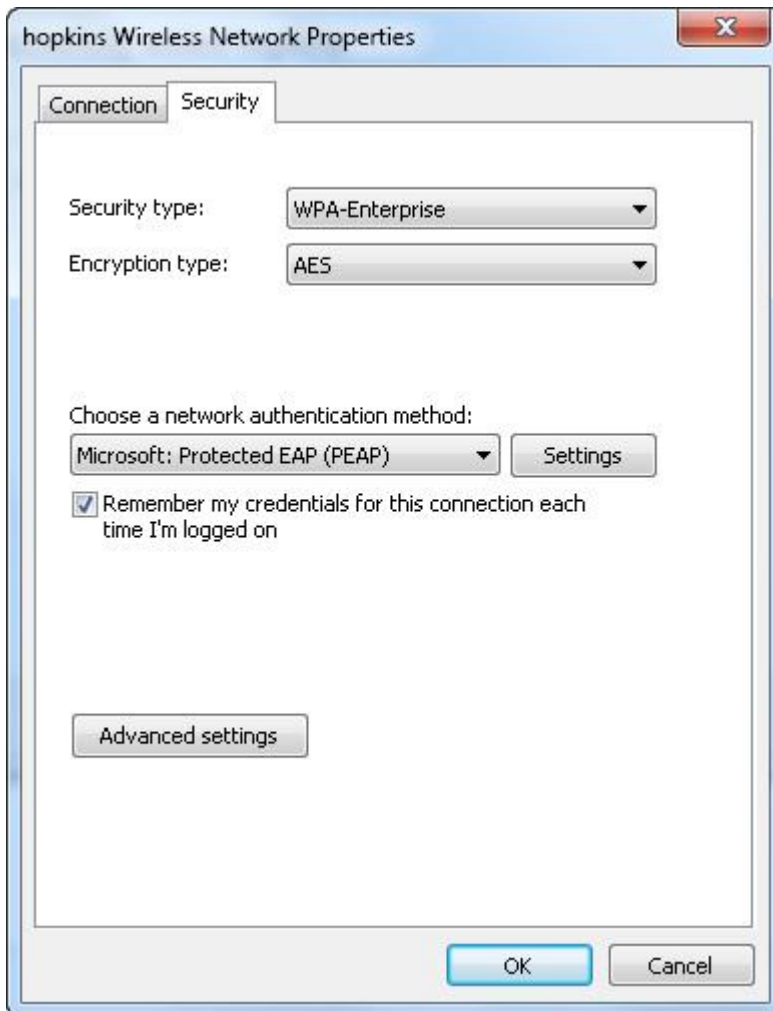 hopkins Wireless Network Properties
Connection Security
Security type: WPA-Enterprise
Encryption type: AES
Choose a network authentication method:
Microsoft: Protected EAP (PEAP) Settings
Remember my credentials for this connection each
time I'm logged on
Advanced settings
OK Cancel